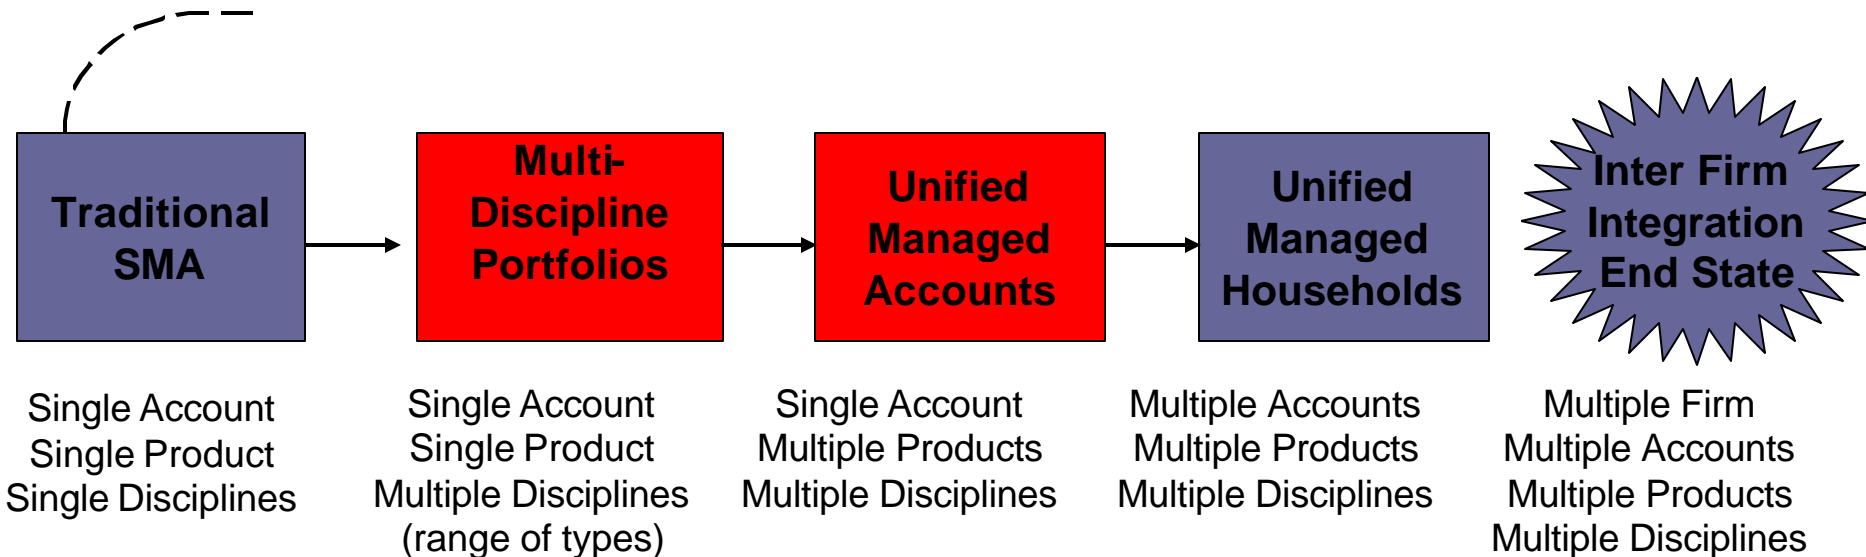 Traditional
SMA
Multi-
Discipline
Portfolios
Unified
Managed
Accounts
Unified
Managed
Households
Inter Firm
Integration
End State
Single Account
Single Product
Single Disciplines
Single Account
Single Product
Multiple Disciplines
(range of types)
Single Account
Multiple Products
Multiple Disciplines
Multiple Accounts
Multiple Products
Multiple Disciplines
Multiple Firm
Multiple Accounts
Multiple Products
Multiple Disciplines